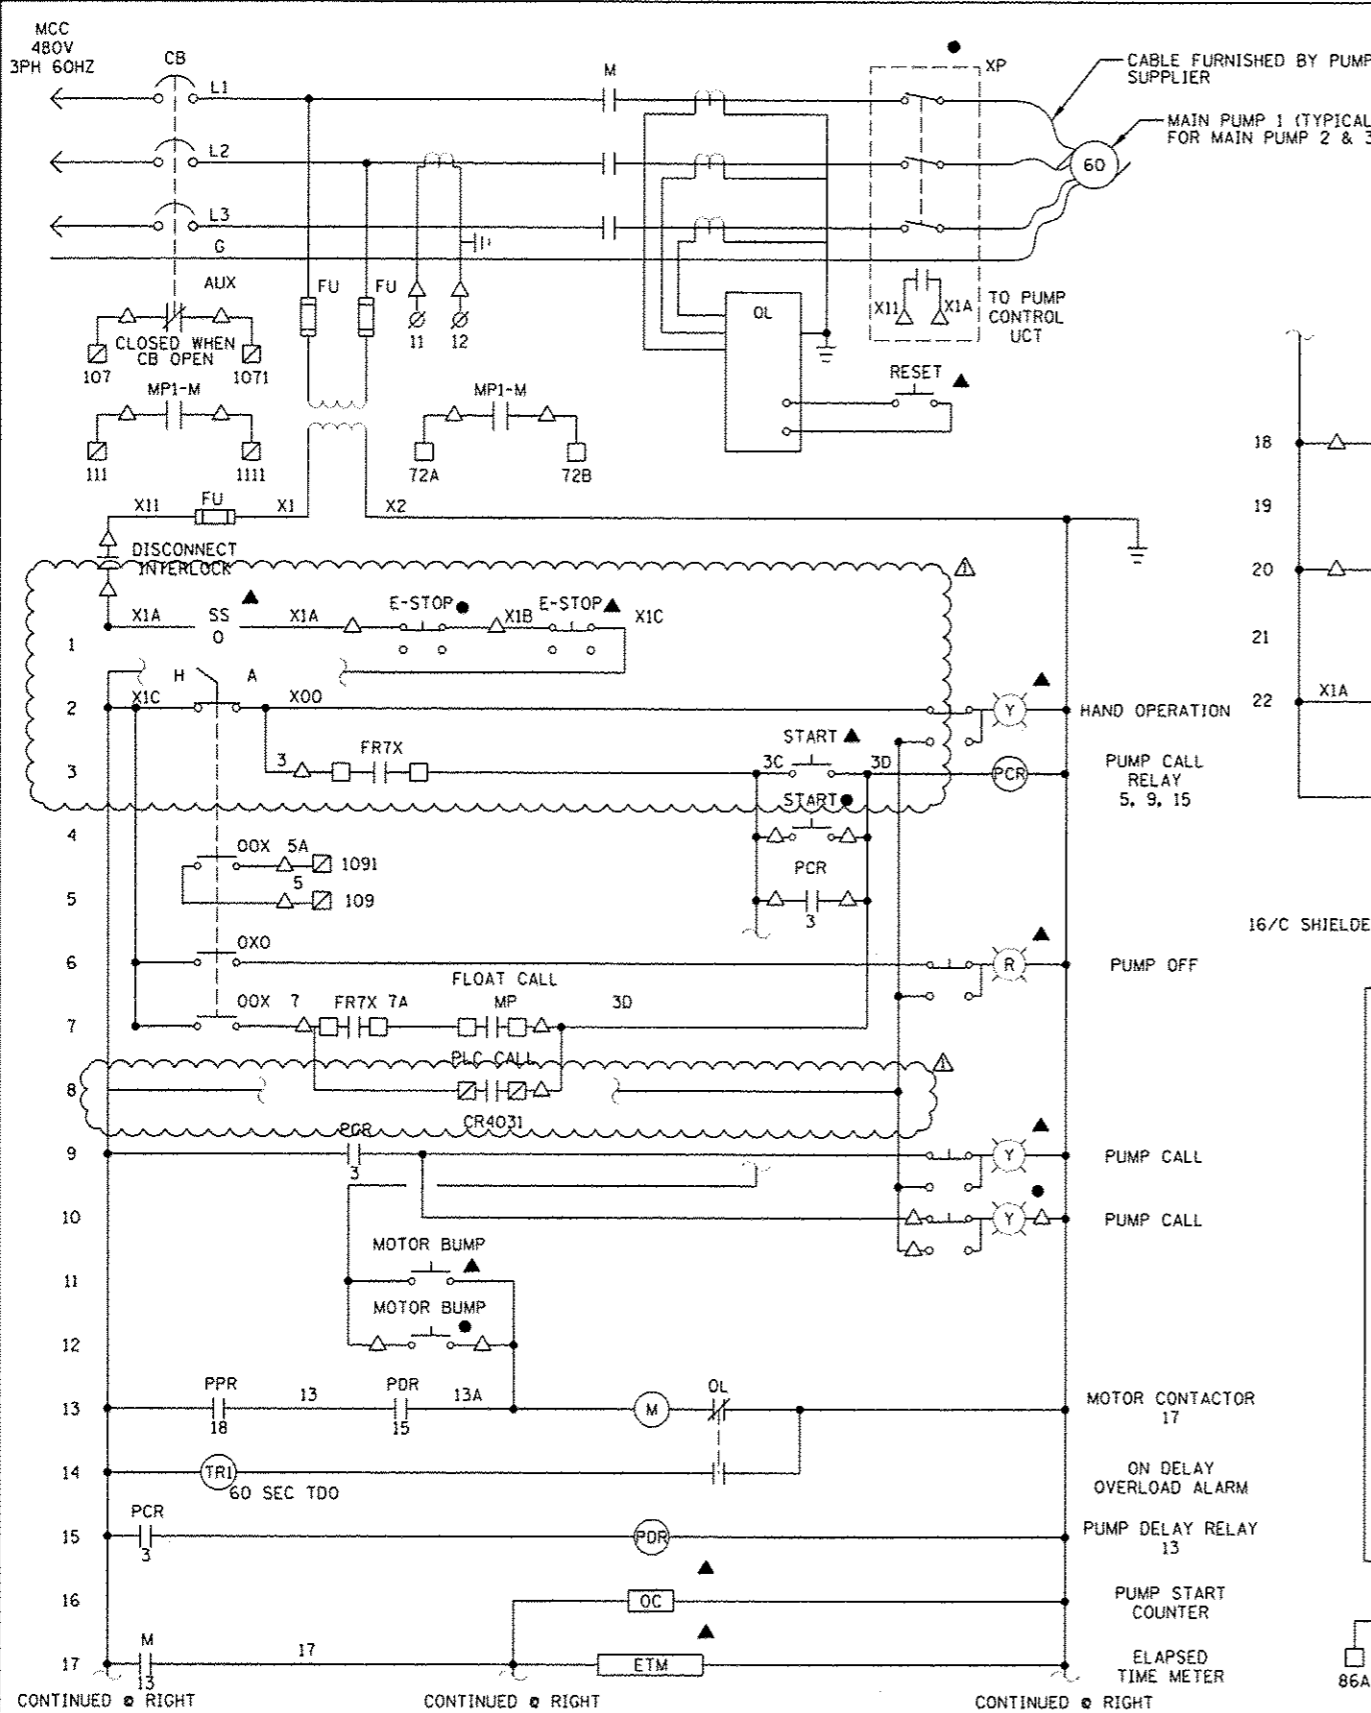 MCC
480V
3PH 60HZ
CB
L1
L2
L3
G
M
XP
CABLE FURNISHED BY PUMP
SUPPLIER
MAIN PUMP 1 (TYPICAL
FOR MAIN PUMP 2 & 3
60
AUX
FU FU
11 12
CLOSED WHEN
CB OPEN
107 1071
OL
X11 X1A
TO PUMP
CONTROL
UCT
RESET
MP1-M
111 1111
MP1-M
72A 72B
X11 FU X1 X2
DISCONNECT
INTERLOCK
1
X1A SS X1A E-STOP X1B E-STOP X1C
O
1
H A
2 X1C X00 Y HAND OPERATION
3 3 FR7X 3C START 3D PCR PUMP CALL
RELAY
5, 9, 15
START
4
OOX 5A 1091
5 5 109 PCR
3
6 OXO R PUMP OFF
FLOAT CALL
7 OOX 7 FR7X 7A MP 3D
PLC CALL
1
8
CR4031
9 PCR
3
Y PUMP CALL
10 Y PUMP CALL
MOTOR BUMP
11
MOTOR BUMP
12
13 PPR
18
13 PDR
15
13A M OL MOTOR CONTACTOR
17
14 TR1
60 SEC TDO
ON DELAY
OVERLOAD ALARM
15 PCR
3
PDR PUMP DELAY RELAY
13
16 OC PUMP START
COUNTER
17 M
13
17 ETM ELAPSED
TIME METER
CONTINUED @ RIGHT CONTINUED @ RIGHT CONTINUED @ RIGHT
18
19
20
21
22 X1A
16/C SHIELDE
86A